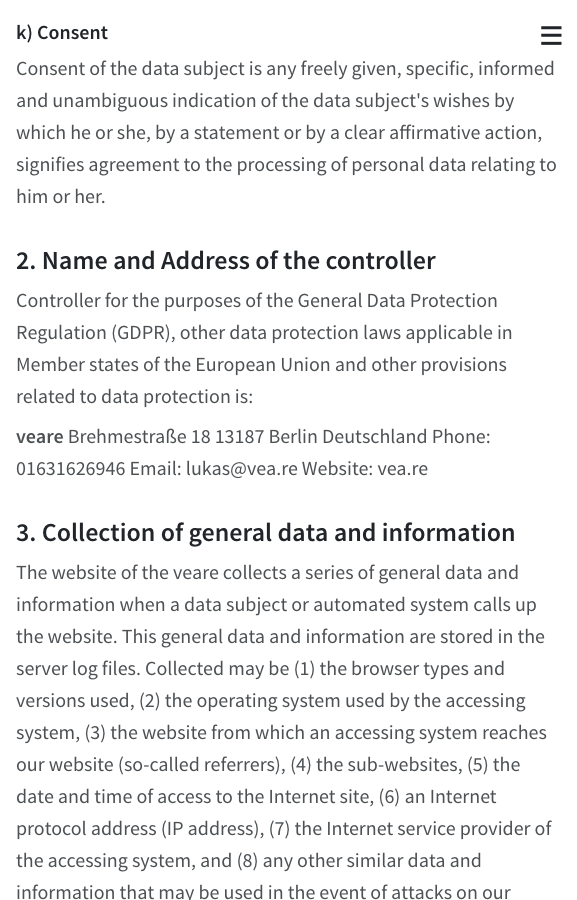 k) Consent
Consent of the data subject is any freely given, specific, informed
and unambiguous indication of the data subject's wishes by
which he or she, by a statement or by a clear affirmative action,
signifies agreement to the processing of personal data relating to
him or her.
2. Name and Address of the controller
Controller for the purposes of the General Data Protection
Regulation (GDPR), other data protection laws applicable in
Member states of the European Union and other provisions
related to data protection is:
veare Brehmestraße 18 13187 Berlin Deutschland Phone:
01631626946 Email: lukas@vea.re Website: vea.re
3. Collection of general data and information
The website of the veare collects a series of general data and
information when a data subject or automated system calls up
the website. This general data and information are stored in the
server log files. Collected may be (1) the browser types and
versions used, (2) the operating system used by the accessing
system, (3) the website from which an accessing system reaches
our website (so-called referrers), (4) the sub-websites, (5) the
date and time of access to the Internet site, (6) an Internet
protocol address (IP address), (7) the Internet service provider of
the accessing system, and (8) any other similar data and
information that may be used in the event of attacks on our